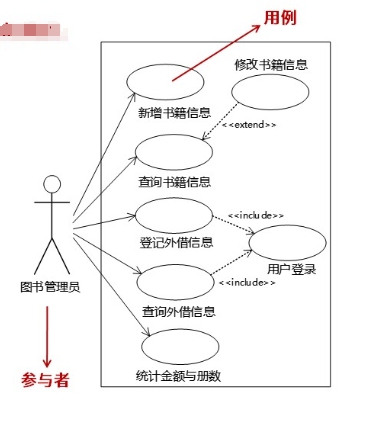 用例
修改书籍信息
新增书籍信息
<<extend>>
查询书籍信息
<<include>>
登记外借信息
用户登录
图书管理员
<<include>>
查询外借信息
参与者
统计金额与册数